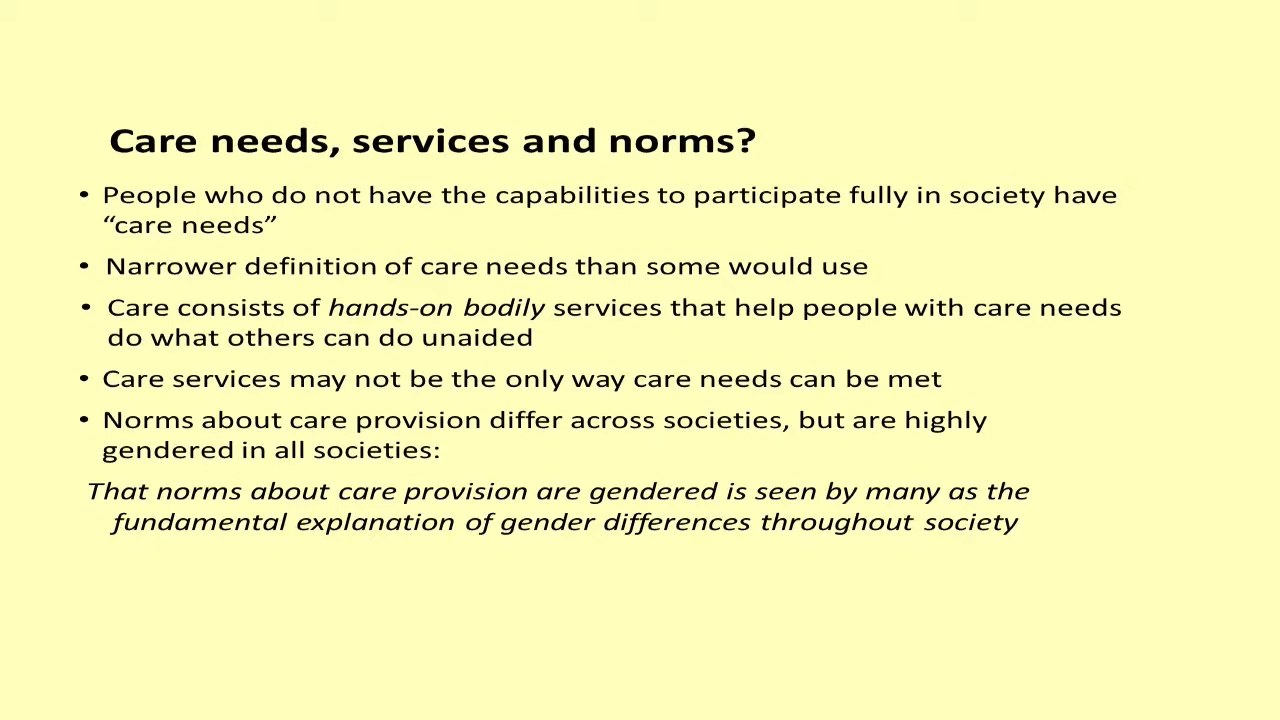 Care needs, services and norms?
• People who do not have the capabilities to participate fully in society have
“care needs”
• Narrower definition of care needs than some would use
• Care consists of hands-on bodily services that help people with care needs
do what others can do unaided
• Care services may not be the only way care needs can be met
• Norms about care provision differ across societies, but are highly
gendered in all societies:
That norms about care provision are gendered is seen by many as the
fundamental explanation of gender differences throughout society